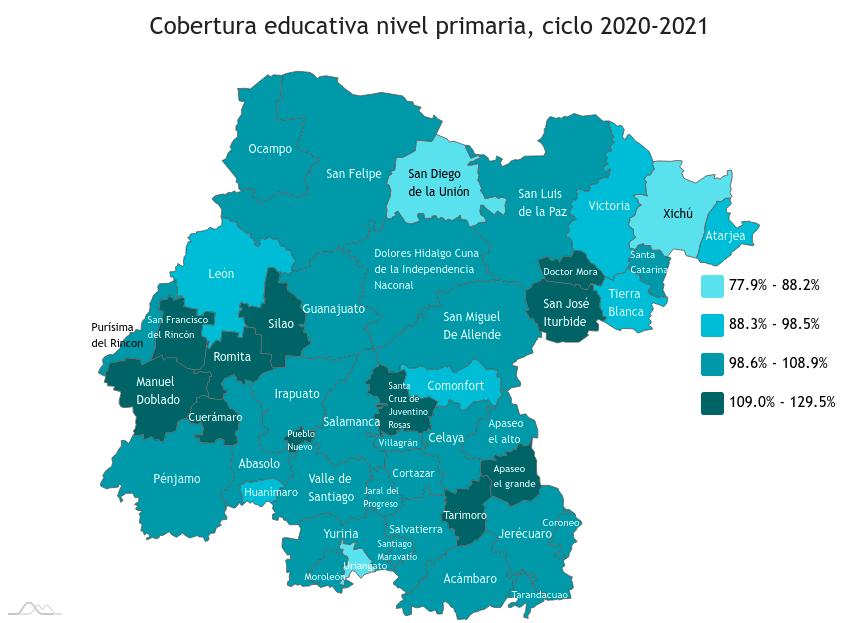 Cobertura educativa nivel primaria, ciclo 2020-2021
Ocampo
San Felipe
San Diego
de la Unión
San Luis
de la Paz
Victoria
Xichú
Atarjea
Santa
Catarina
Doctor Mora
Tierra
Blanca
San José
Iturbide
León
Dolores Hidalgo Cuna
de la Independencia
Naconal
Guanajuato
San Miguel
De Allende
Silao
San Francisco
del Rincón
Purísima
del Rincon
Romita
Manuel
Doblado
Cuerámaro
Irapuato
Santa
Cruz de
Juventino
Rosas
Comonfort
Salamanca
Pueblo
Nuevo
Villagrán
Celaya
Apaseo
el alto
Apaseo
el grande
Pénjamo
Abasolo
Huanímaro
Valle de
Santiago
Cortazar
Jaral del
Progreso
Tarimoro
Salvatierra
Jerécuaro
Coroneo
Yuriria
Santiago
Maravatío
Uriangato
Moroleón
Acámbaro
Tarandacuao
77.9% - 88.2%
88.3% - 98.5%
98.6% - 108.9%
109.0% - 129.5%